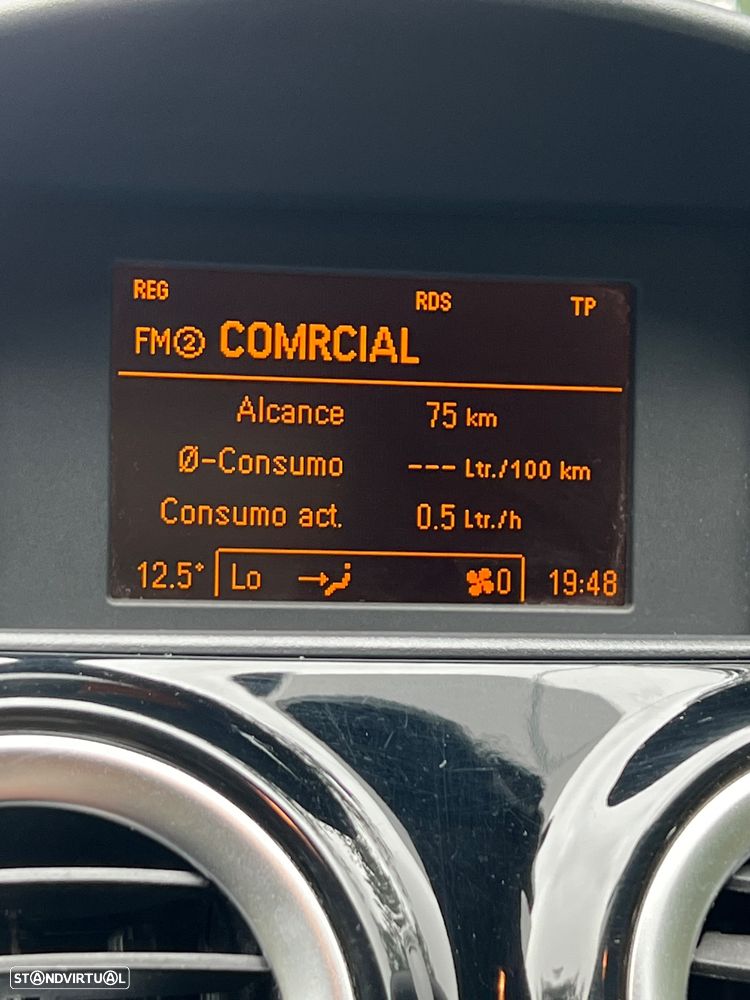 REG RDS TP
FM② COMRCIAL
Alcance 75 km
Ø-Consumo --- Ltr./100 km
Consumo act. 0.5 Ltr./h
12.5° Lo 0 19:48
STANDVIRTUAL